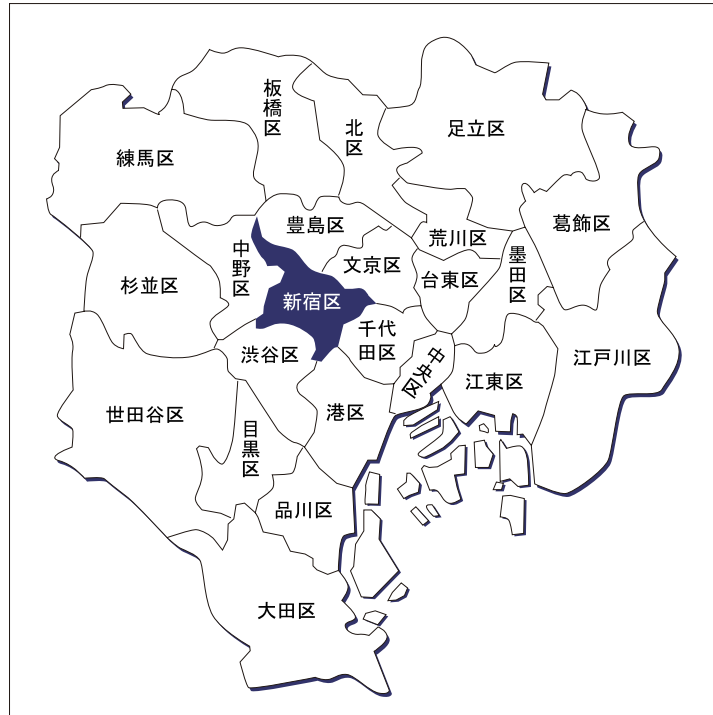 板橋区
北区
足立区
練馬区
豊島区
荒川区
葛飾区
中野区
文京区
台東区
墨田区
杉並区
新宿区
千代
田区
渋谷区
中央区
江東区
江戸川区
世田谷区
港区
目黒区
品川区
大田区